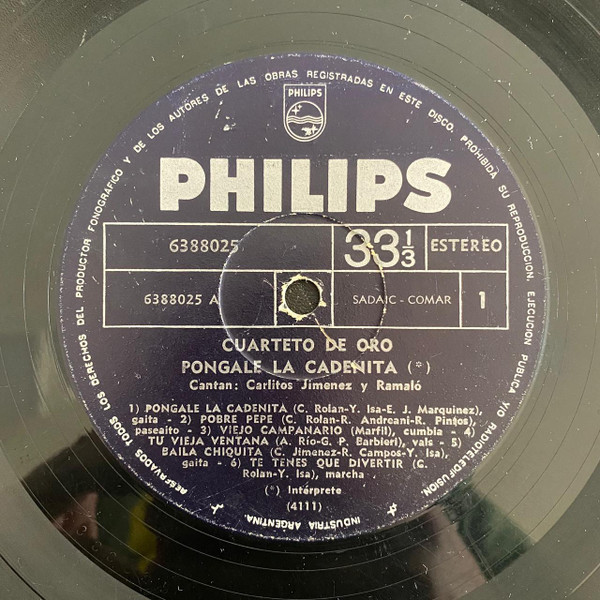 RESERVADOS TODOS LOS DERECHOS DEL PRODUCTOR FONOGRAFICO Y DE LOS AUTORES DE LAS OBRAS REGISTRADAS EN ESTE DISCO. PROHIBIDA SU REPRODUCCION, EJECUCION PUBLICA Y/O RADIOTELEDIFUSION.
PHILIPS
PHILIPS
6388025
33 1/3
ESTEREO
6388025 A
SADAIC - COMAR
1
CUARTETO DE ORO
PONGALE LA CADENITA (*)
Cantan: Carlitos Jimenez y Ramaló
1) PONGALE LA CADENITA (C. Rolan-Y. Isa-E. J. Marquinez),
gaita - 2) POBRE PEPE (C. Rolan-R. Andreani-R. Pintos),
paseaito - 3) VIEJO CAMPANARIO (Marfil), cumbia - 4)
TU VIEJA VENTANA (A. Río-G. P. Barbieri), vals - 5)
BAILA CHIQUITA (C. Jimenez-R. Campos-Y. Isa),
gaita - 6) TE TENES QUE DIVERTIR (C.
Rolan-Y. Isa), marcha
(*) Intérprete
(4111)
INDUSTRIA ARGENTINA.